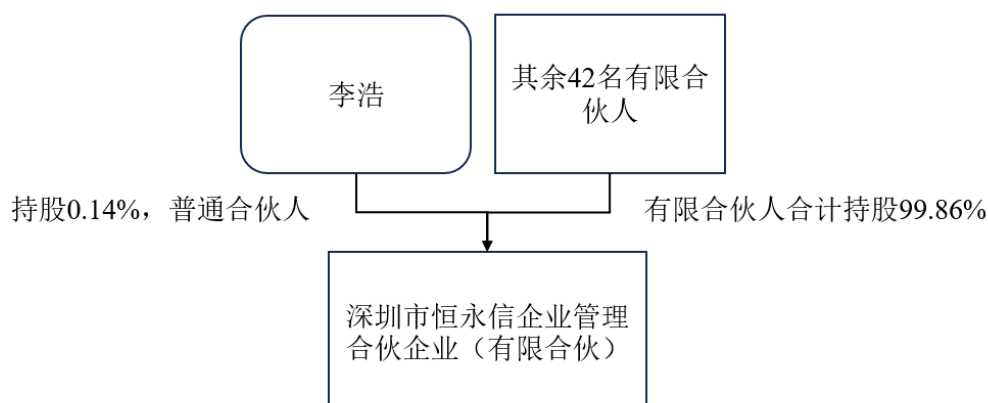 李浩
其余42名有限合
伙人
持股0.14%，普通合伙人
有限合伙人合计持股99.86%
深圳市恒永信企业管理
合伙企业（有限合伙）